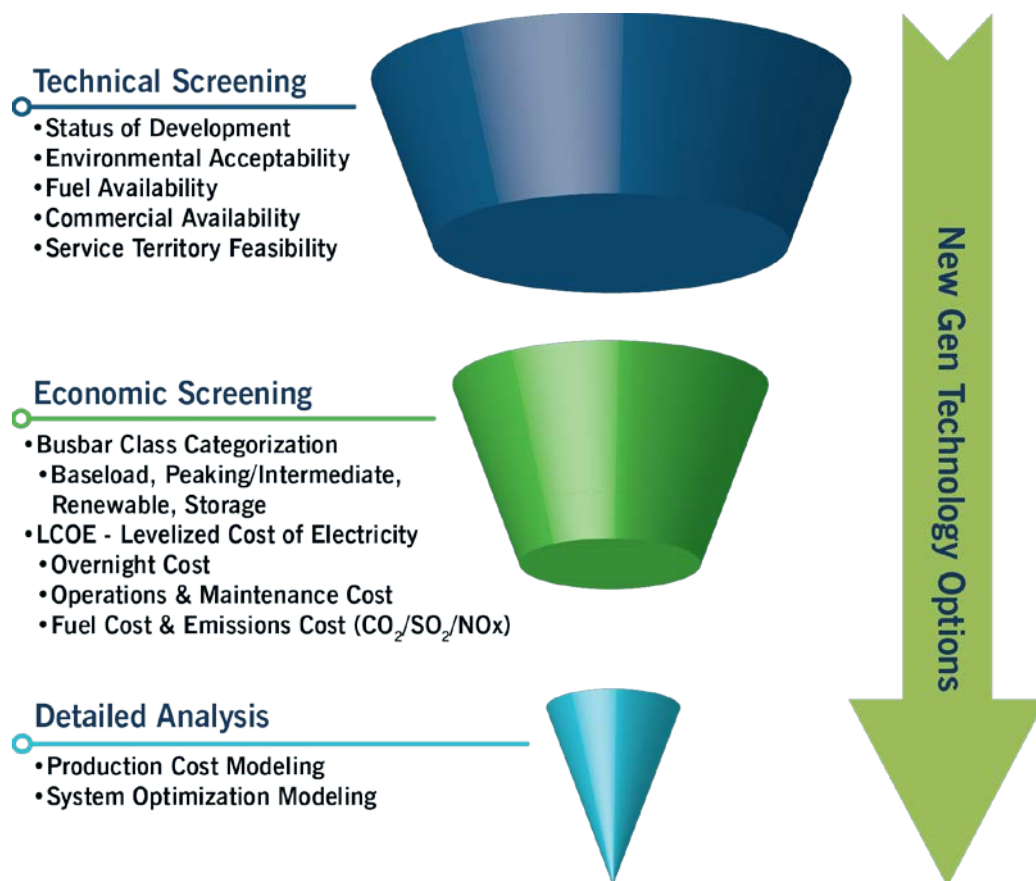 Technical Screening
•Status of Development
•Environmental Acceptability
•Fuel Availability
•Commercial Availability
•Service Territory Feasibility
Economic Screening
•Busbar Class Categorization
•Baseload, Peaking/Intermediate,
Renewable, Storage
•LCOE - Levelized Cost of Electricity
•Overnight Cost
•Operations & Maintenance Cost
•Fuel Cost & Emissions Cost (CO₂/SO₂/NOx)
Detailed Analysis
•Production Cost Modeling
•System Optimization Modeling
New Gen Technology Options